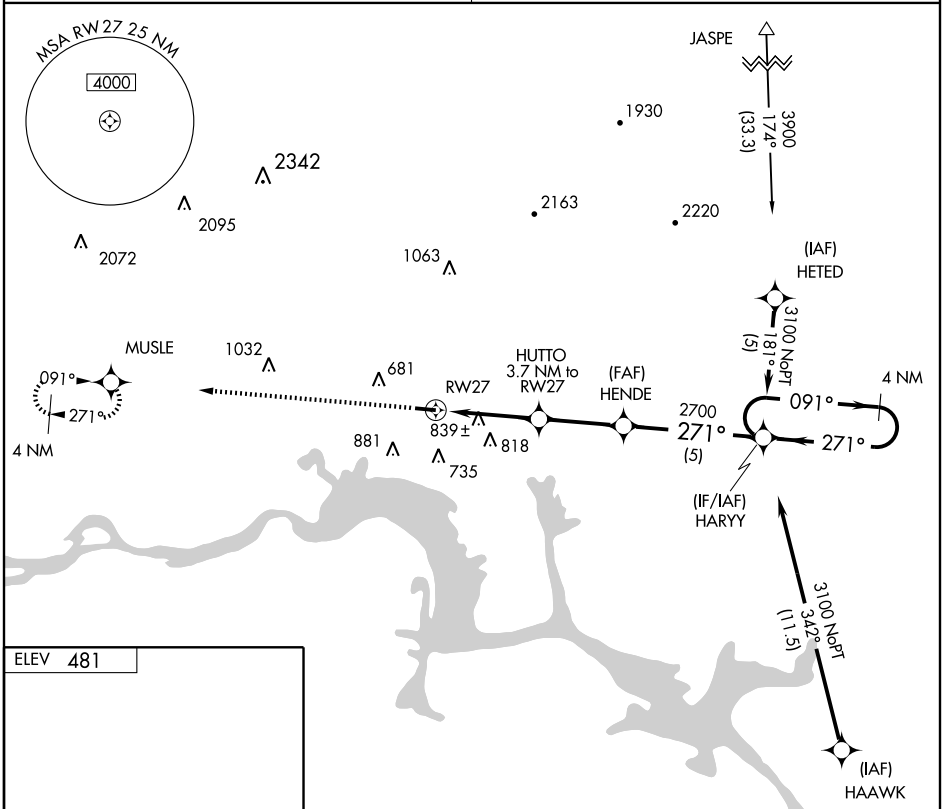 MSA RW27 25 NM
4000
JASPE
3900
174°
(33.3)
1930
2342
2095
2163
2220
2072
1063
(IAF)
HETED
3100 NoPT
181°
(5)
MUSLE
1032
681
091°
271°
4 NM
RW27
HUTTO
3.7 NM to
RW27
(FAF)
HENDE
4 NM
091°
2700
271°
(5)
271°
839±
818
881
735
(IF/IAF)
HARYY
3100 NoPT
342°
(11.5)
ELEV 481
(IAF)
HAAWK